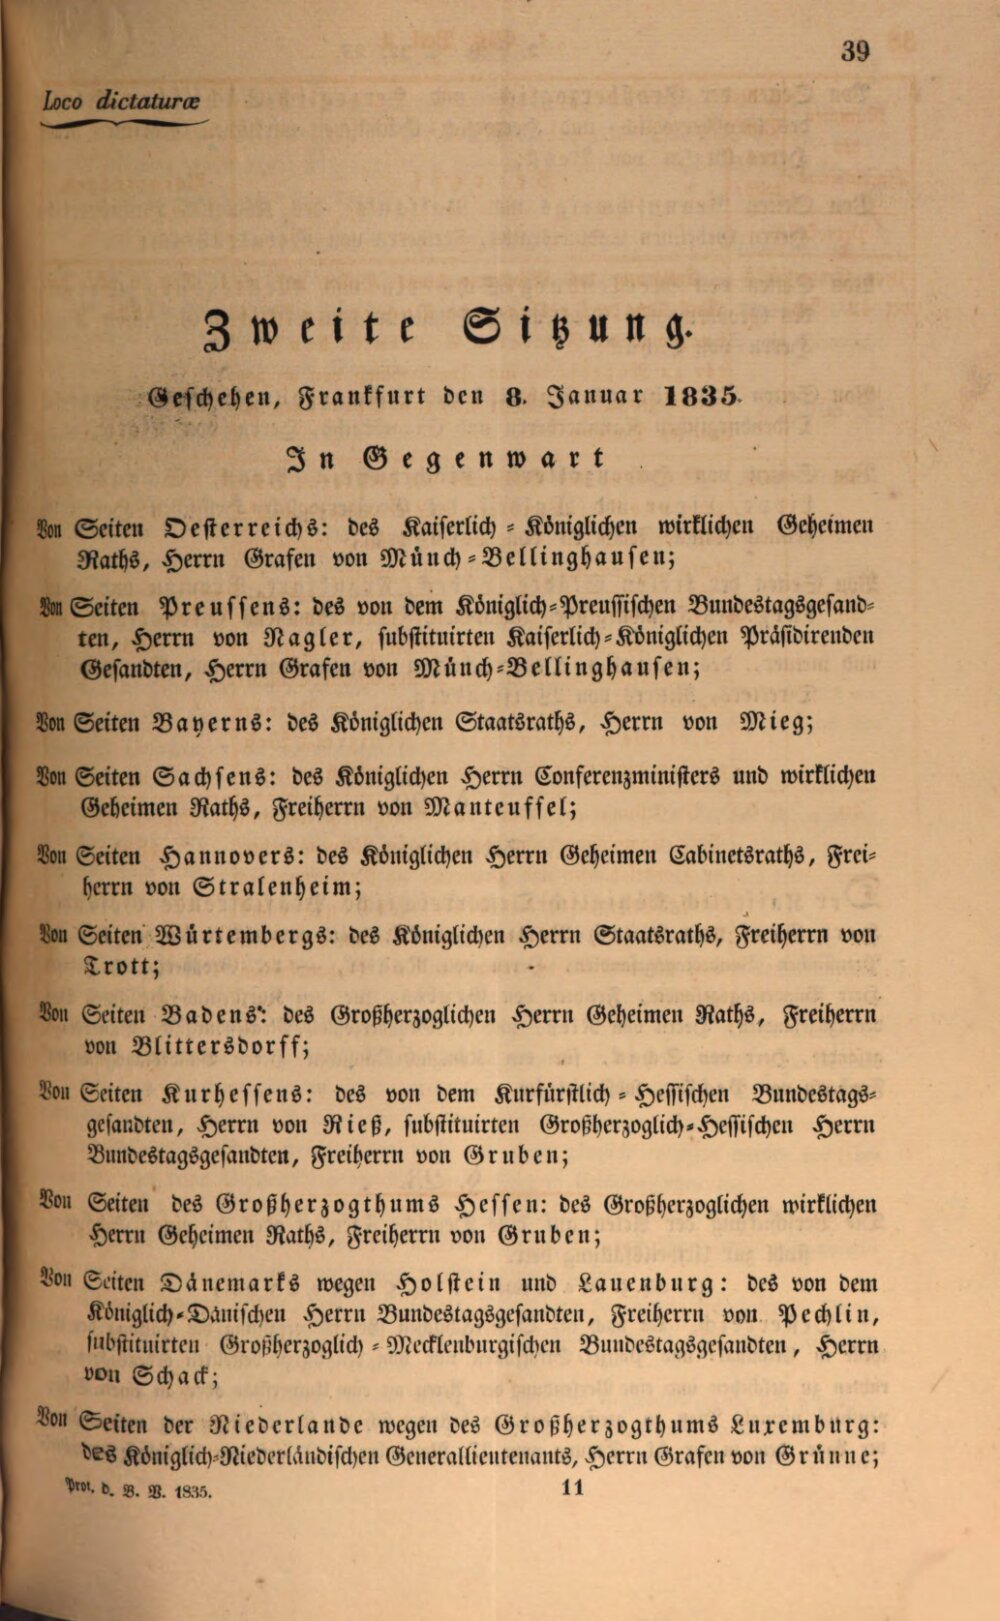 39
Loco dictaturæ
Zweite Sitzung.
Geschehen, Frankfurt den 8. Januar 1835.
In Gegenwart
Von Seiten Oesterreichs: des Kaiserlich-Königlichen wirklichen Geheimen
Raths, Herrn Grafen von Münch-Bellinghausen;
Von Seiten Preussens: des von dem Königlich-Preussischen Bundestagsgesand-
ten, Herrn von Nagler, substituirten Kaiserlich-Königlichen Präsidirenden
Gesandten, Herrn Grafen von Münch-Bellinghausen;
Von Seiten Bayerns: des Königlichen Staatsraths, Herrn von Mieg;
Von Seiten Sachsens: des Königlichen Herrn Conferenzministers und wirklichen
Geheimen Raths, Freiherrn von Manteuffel;
Von Seiten Hannovers: des Königlichen Herrn Geheimen Cabinetsraths, Frei-
herrn von Stralenheim;
Von Seiten Würtembergs: des Königlichen Herrn Staatsraths, Freiherrn von
Trott;
Von Seiten Badens: des Großherzoglichen Herrn Geheimen Raths, Freiherrn
von Blittersdorff;
Von Seiten Kurhessens: des von dem Kurfürstlich-Hessischen Bundestags-
gesandten, Herrn von Rieß, substituirten Großherzoglich-Hessischen Herrn
Bundestagsgesandten, Freiherrn von Gruben;
Von Seiten des Großherzogthums Hessen: des Großherzoglichen wirklichen
Herrn Geheimen Raths, Freiherrn von Gruben;
Von Seiten Dänemarks wegen Holstein und Lauenburg: des von dem
Königlich-Dänischen Herrn Bundestagsgesandten, Freiherrn von Pechlin,
substituirten Großherzoglich-Mecklenburgischen Bundestagsgesandten, Herrn
von Schack;
Von Seiten der Niederlande wegen des Großherzogthums Luxemburg:
des Königlich-Niederländischen Generallieutenants, Herrn Grafen von Grünne;
Prot. d. B. V. 1835.
11